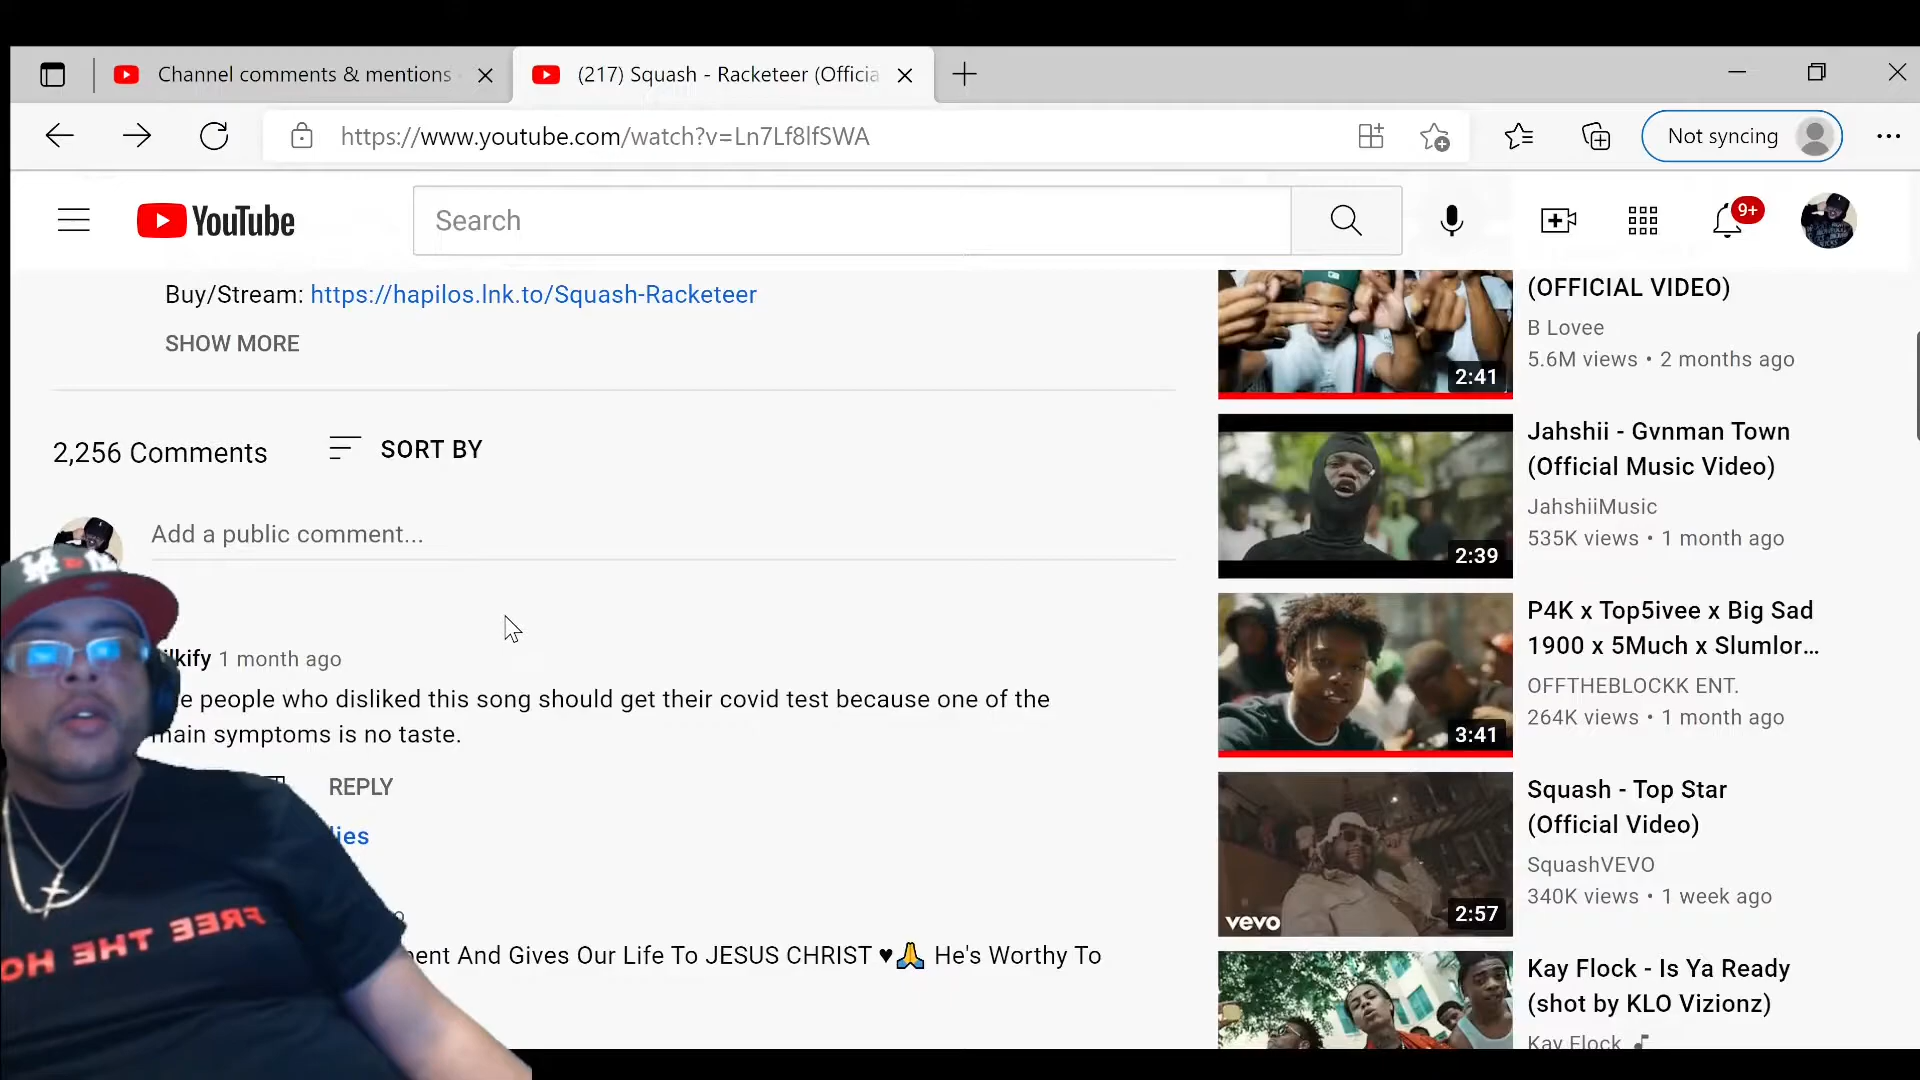 Channel comments & mentions
(217) Squash - Racketeer (Officia
https://www.youtube.com/watch?v=Ln7Lf8lfSWA
Not syncing
YouTube
Search
9+
Buy/Stream: https://hapilos.lnk.to/Squash-Racketeer
SHOW MORE
2,256 Comments
SORT BY
Add a public comment...
1 month ago
people who disliked this song should get their covid test because one of the
main symptoms is no taste.
REPLY
And Gives Our Life To JESUS CHRIST ♥🙏 He's Worthy To
FREE THE
(OFFICIAL VIDEO)
B Lovee
5.6M views • 2 months ago
2:41
Jahshii - Gvnman Town
(Official Music Video)
JahshiiMusic
535K views • 1 month ago
2:39
P4K x Top5ivee x Big Sad
1900 x 5Much x Slumlor...
OFFTHEBLOCKK ENT.
264K views • 1 month ago
3:41
Squash - Top Star
(Official Video)
SquashVEVO
340K views • 1 week ago
vevo
2:57
Kay Flock - Is Ya Ready
(shot by KLO Vizionz)
Kay Flock